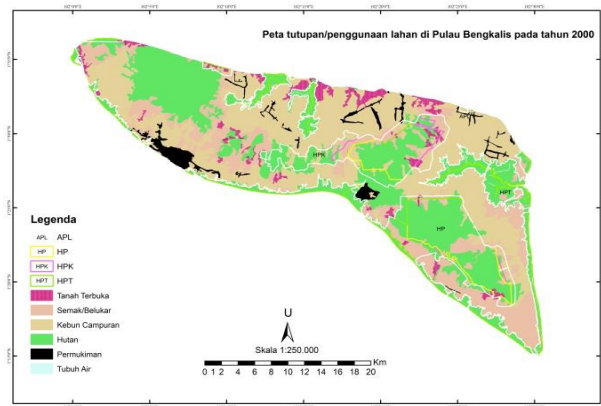 Peta tutupan/penggunaan lahan di Pulau Bengkalis pada tahun 2000
APL
HPK
HPT
HP
Legenda
APL APL
HP HP
HPK HPK
HPT HPT
Tanah Terbuka
Semak/Belukar
Kebun Campuran
Hutan
Permukiman
Tubuh Air
U
Skala 1:250.000
Km
0 1 2 4 6 8 10 12 14 16 18 20